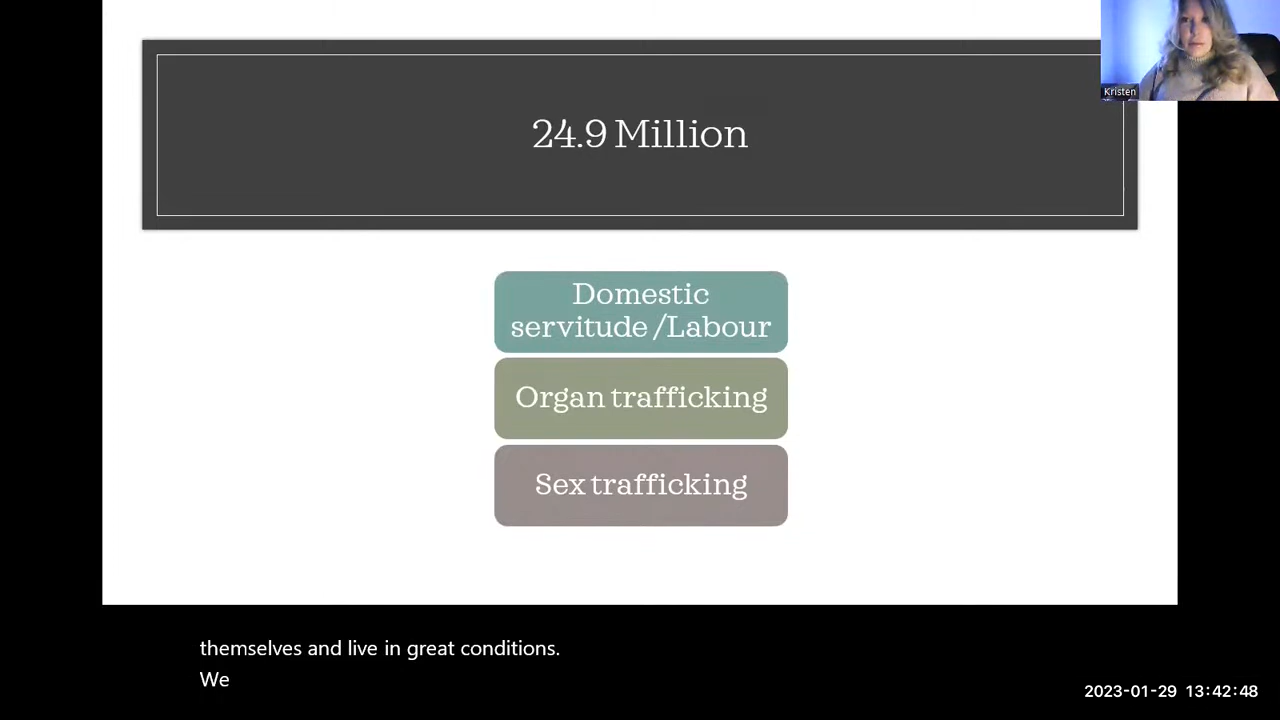 24.9 Million
Kristen
Domestic
servitude /Labour
Organ trafficking
Sex trafficking
themselves and live in great conditions.
We
2023-01-29 13:42:48